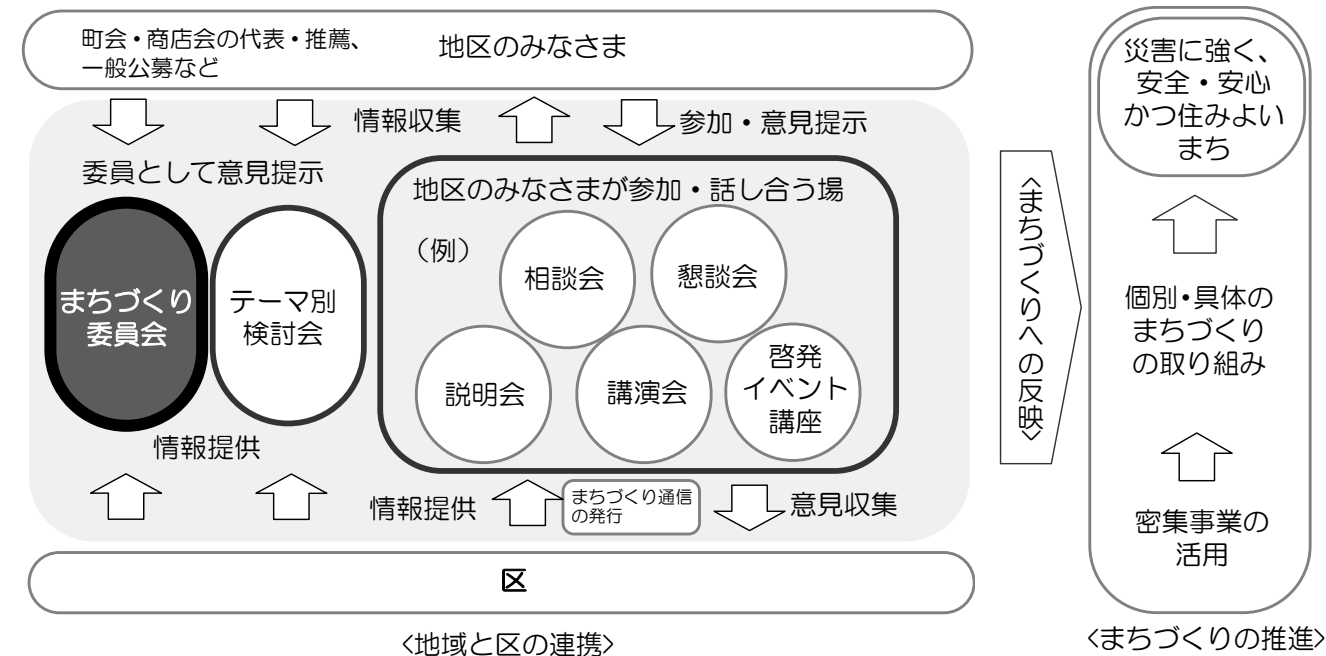 町会・商店会の代表・推薦、
一般公募など
地区のみなさま
情報収集
参加・意見提示
委員として意見提示
まちづくり
委員会
テーマ別
検討会
地区のみなさまが参加・話し合う場
（例）
相談会
懇談会
説明会
講演会
啓発
イベント
講座
情報提供
情報提供
まちづくり通信
の発行
意見収集
区
〈地域と区の連携〉
〈まちづくりへの反映〉
災害に強く、
安全・安心
かつ住みよい
まち
個別・具体の
まちづくり
の取り組み
密集事業の
活用
〈まちづくりの推進〉